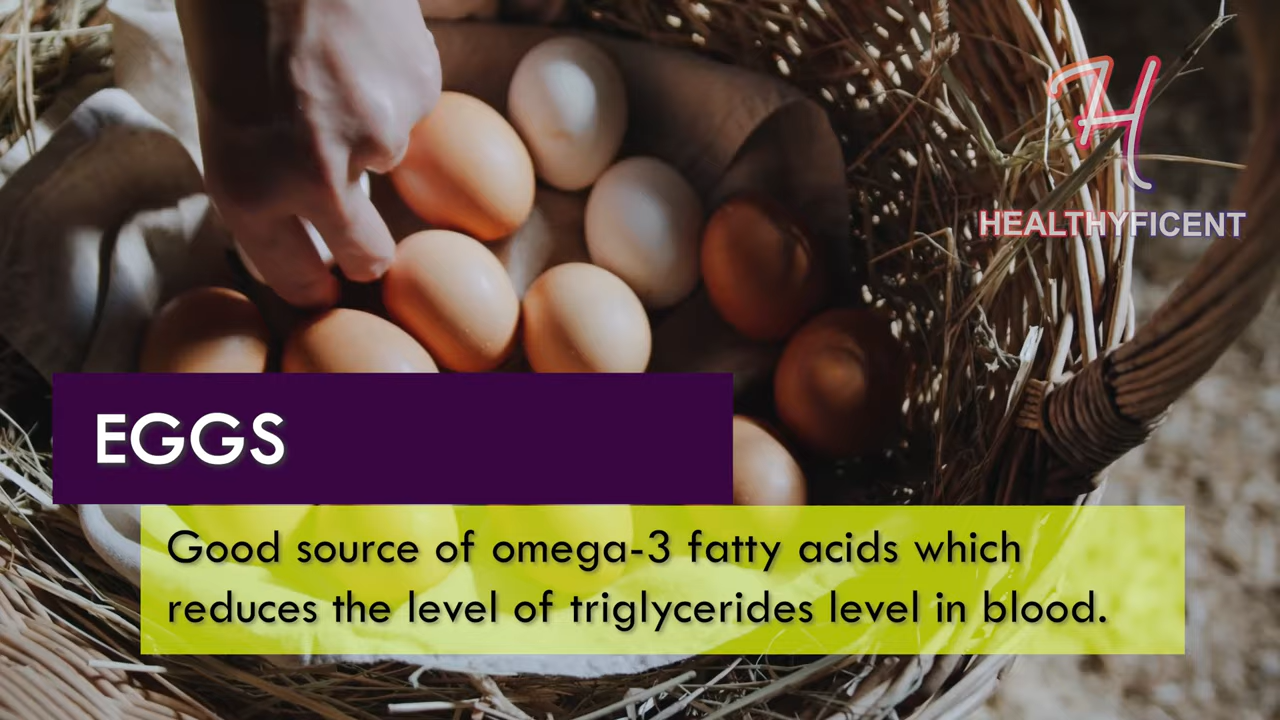 H
HEALTHYFICENT
EGGS
Good source of omega-3 fatty acids which
reduces the level of triglycerides level in blood.